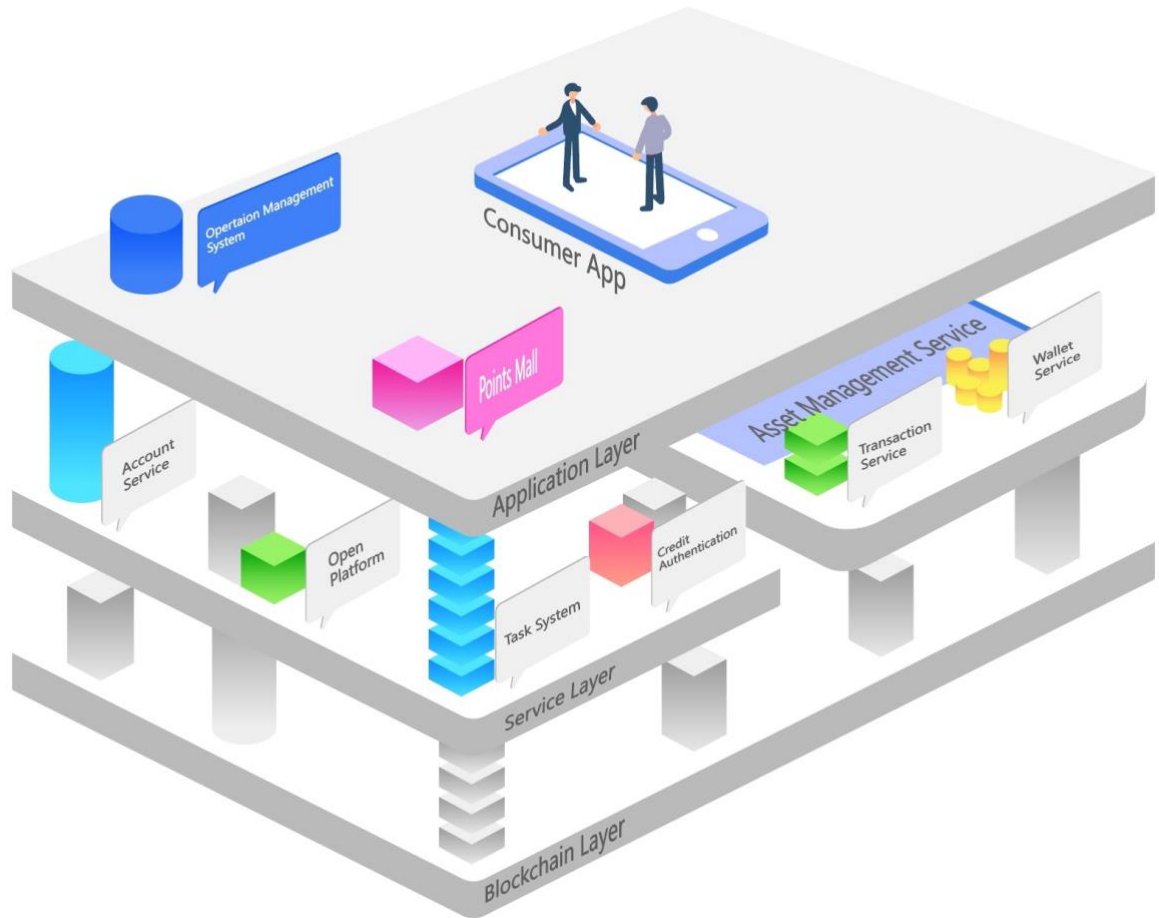 Opertaion Management
System
Consumer App
Points Mall
Application Layer
Asset Management Service
Wallet
Service
Transaction
Service
Account
Service
Open
Platform
Credit
Authentication
Task System
Service Layer
Blockchain Layer